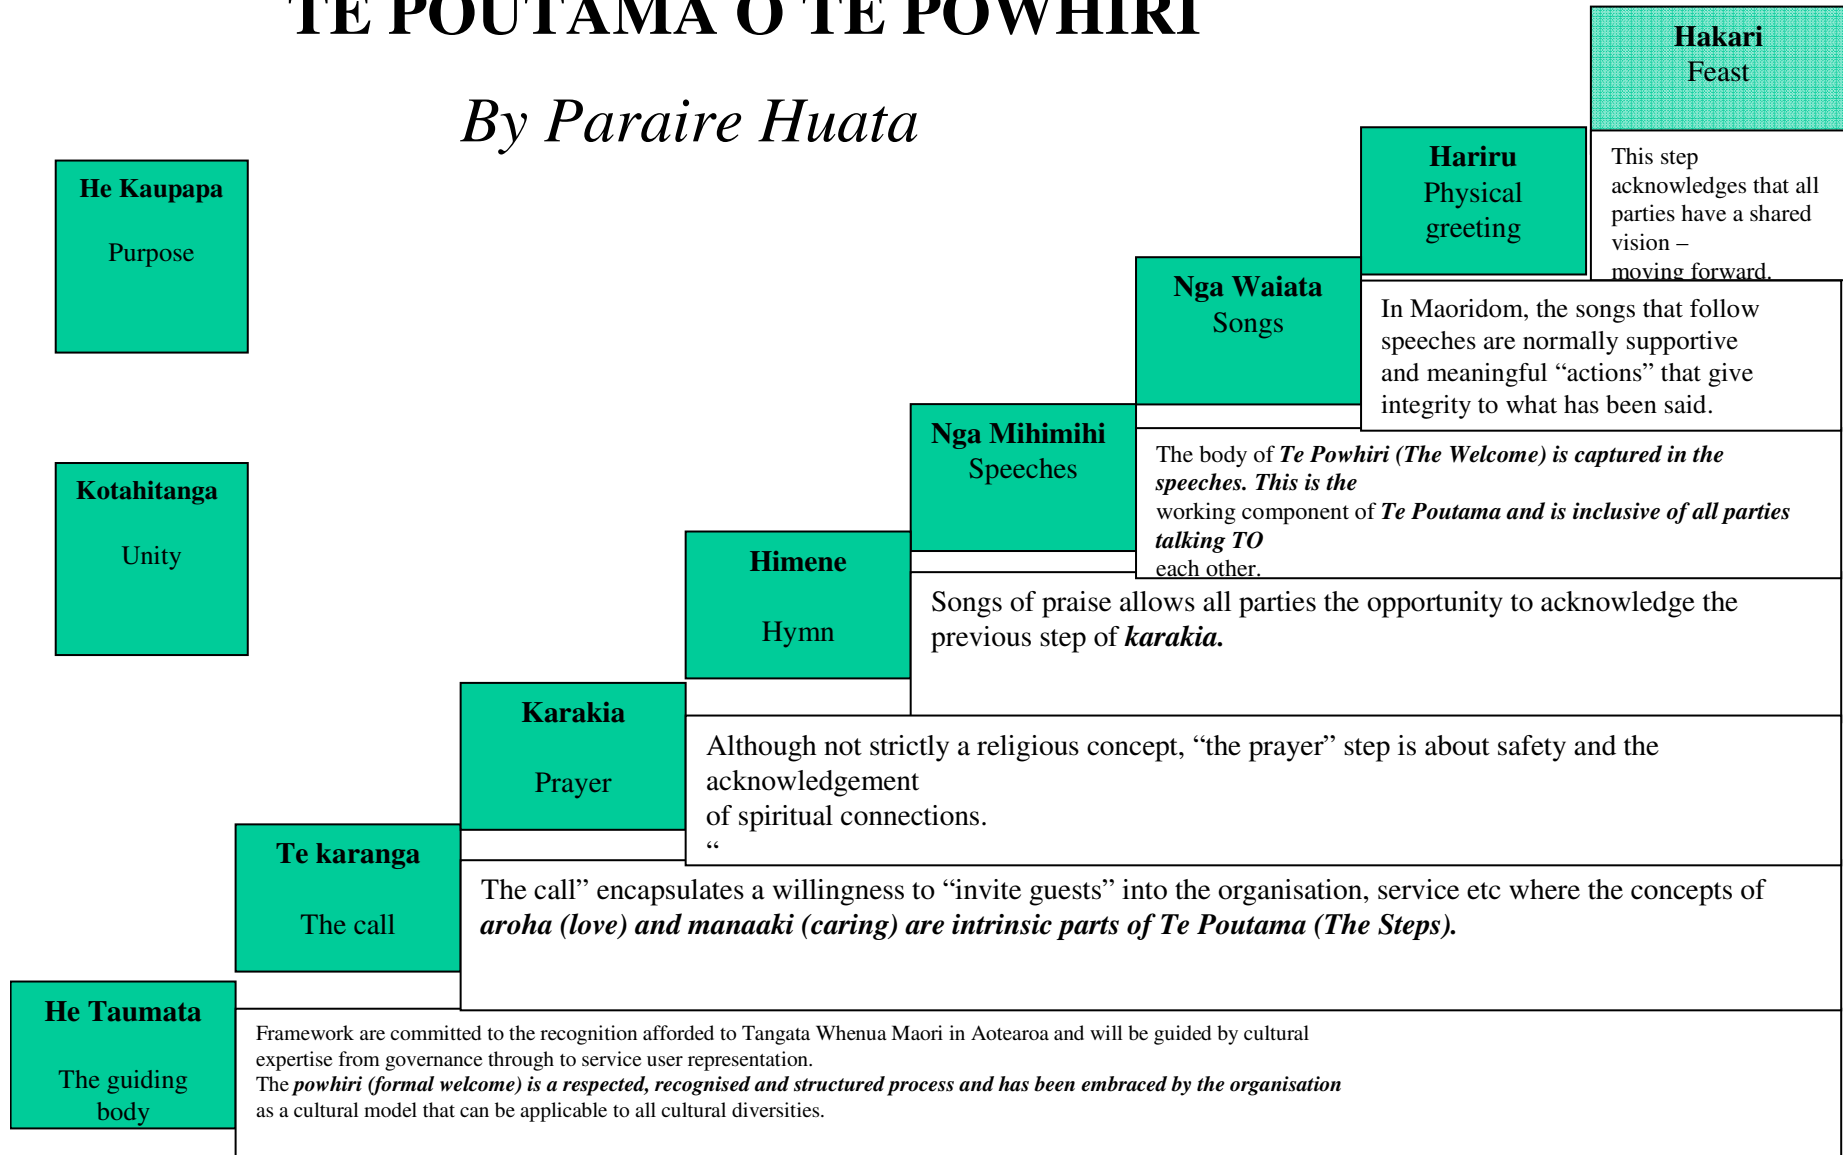 TE POUTAMA O TE POWHIRI
By Paraire Huata
Hakari
Feast
This step
acknowledges that all
parties have a shared
vision –
moving forward.
Hariru
Physical
greeting
He Kaupapa
Purpose
Nga Waiata
Songs
In Maoridom, the songs that follow
speeches are normally supportive
and meaningful “actions” that give
integrity to what has been said.
Nga Mihimihi
Speeches
The body of Te Powhiri (The Welcome) is captured in the
speeches. This is the
working component of Te Poutama and is inclusive of all parties
talking TO
each other.
Kotahitanga
Unity
Himene
Hymn
Songs of praise allows all parties the opportunity to acknowledge the
previous step of karakia.
Karakia
Prayer
Although not strictly a religious concept, “the prayer” step is about safety and the
acknowledgement
of spiritual connections.
“
Te karanga
The call
The call” encapsulates a willingness to “invite guests” into the organisation, service etc where the concepts of
aroha (love) and manaaki (caring) are intrinsic parts of Te Poutama (The Steps).
He Taumata
The guiding
body
Framework are committed to the recognition afforded to Tangata Whenua Maori in Aotearoa and will be guided by cultural
expertise from governance through to service user representation.
The powhiri (formal welcome) is a respected, recognised and structured process and has been embraced by the organisation
as a cultural model that can be applicable to all cultural diversities.